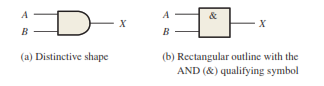 A
B
X
A
B
&
X
(a) Distinctive shape
(b) Rectangular outline with the
AND (&) qualifying symbol